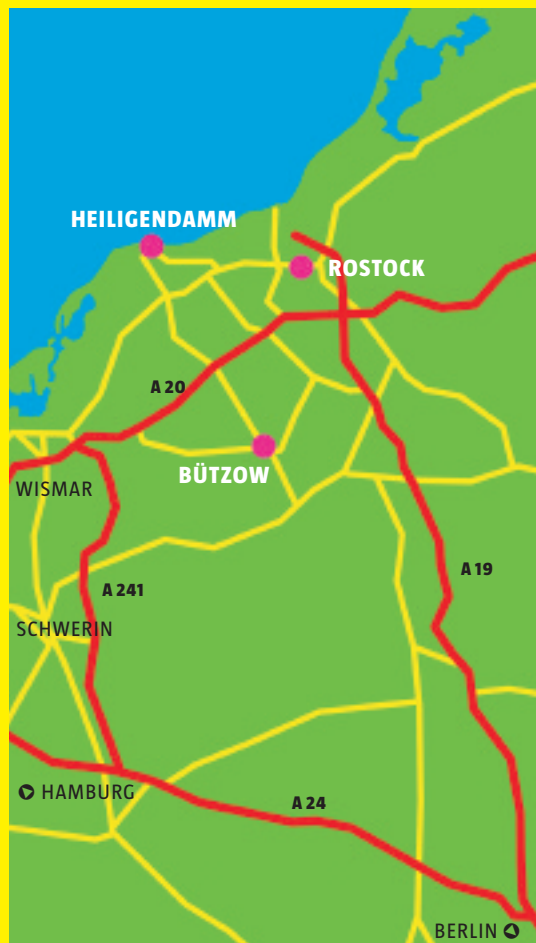 HEILIGENDAMM
ROSTOCK
A 20
BÜTZOW
WISMAR
A 19
A 241
SCHWERIN
HAMBURG
A 24
BERLIN